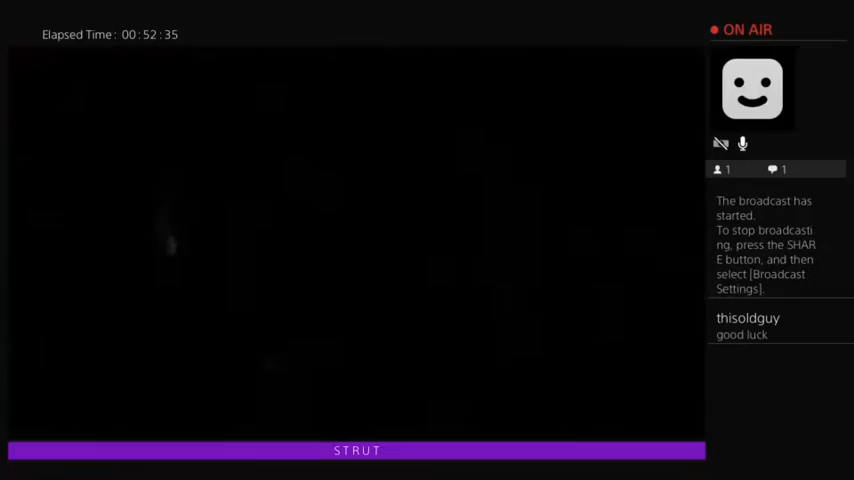 Elapsed Time: 00:52:35
ON AIR
1
1
The broadcast has
started.
To stop broadcasti
ng, press the SHAR
E button, and then
select [Broadcast
Settings].
thisoldguy
good luck
STRUT